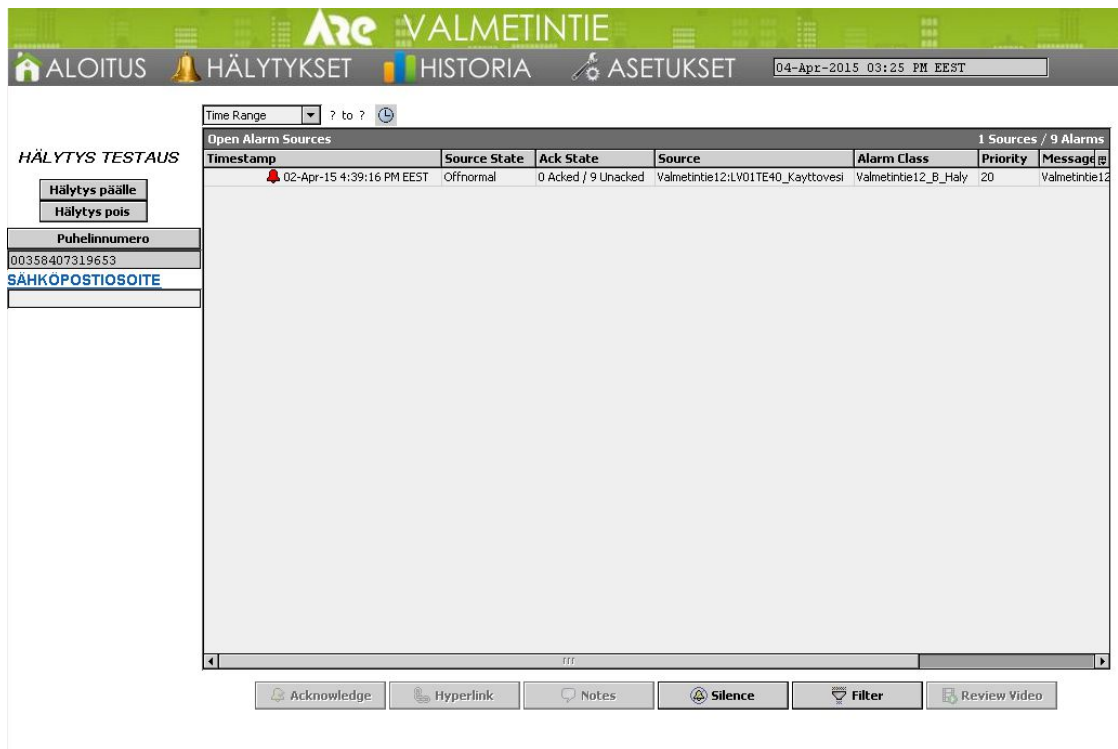 Are VALMETINTIE
ALOITUS HÄLYTYKSET HISTORIA ASETUKSET 04-Apr-2015 03:25 PM EEST
Time Range ? to ?
Open Alarm Sources 1 Sources / 9 Alarms
HÄLYTYS TESTAUS
Timestamp Source State Ack State Source Alarm Class Priority Message
02-Apr-15 4:39:16 PM EEST Offnormal 0 Acked / 9 Unacked Valmetintie12:LV01TE40_Kayttovesi Valmetintie12_B_Haly 20 Valmetintie12
Hälytys päälle
Hälytys pois
Puhelinnumero
00358407319653
SÄHKÖPOSTIOSOITE
Acknowledge Hyperlink Notes Silence Filter Review Video